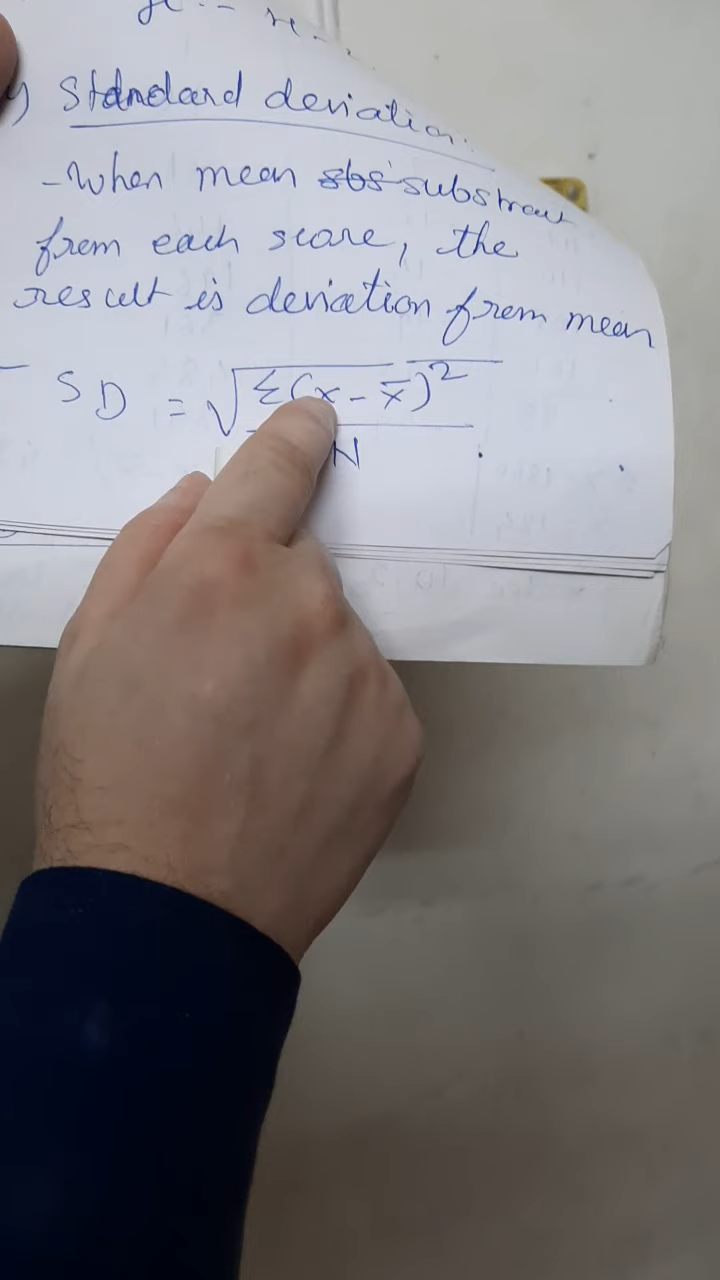 Standard deviation
- When mean substract
from each score, the
result is deviation from mean
- SD = √Σ(x - x̄)²
N